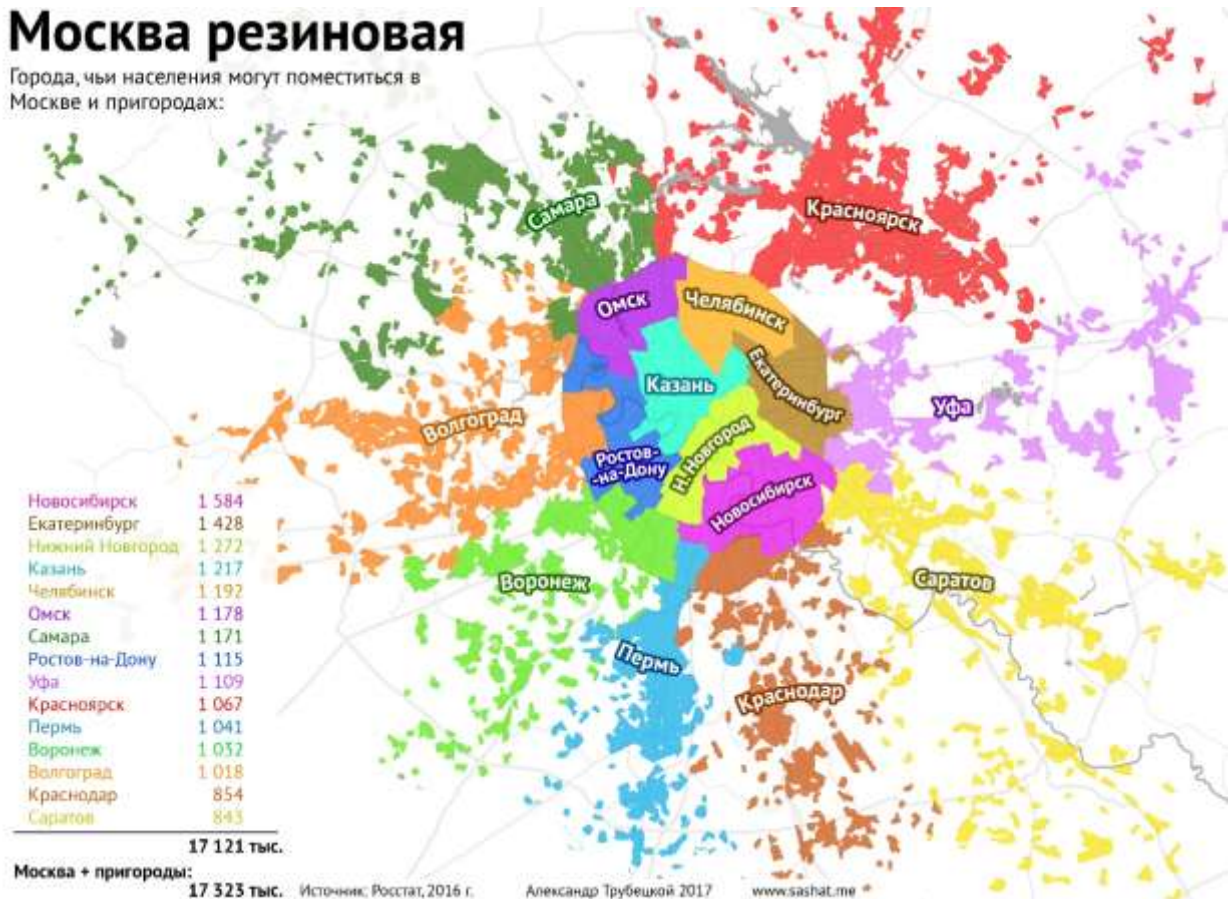 Москва резиновая
Города, чьи населения могут поместиться в
Москве и пригородах:
Самара
Красноярск
Омск
Челябинск
Казань
Екатеринбург
Уфа
Волгоград
Ростов-
-на-Дону
Н. Новгород
Новосибирск
Воронеж
Саратов
Пермь
Краснодар
Новосибирск 1 584
Екатеринбург 1 428
Нижний Новгород 1 272
Казань 1 217
Челябинск 1 192
Омск 1 178
Самара 1 171
Ростов-на-Дону 1 115
Уфа 1 109
Красноярск 1 067
Пермь 1 041
Воронеж 1 032
Волгоград 1 018
Краснодар 854
Саратов 843
17 121 тыс.
Москва + пригороды:
17 323 тыс.
Источник: Росстат, 2016 г. Александр Трубецкой 2017 www.sashat.me